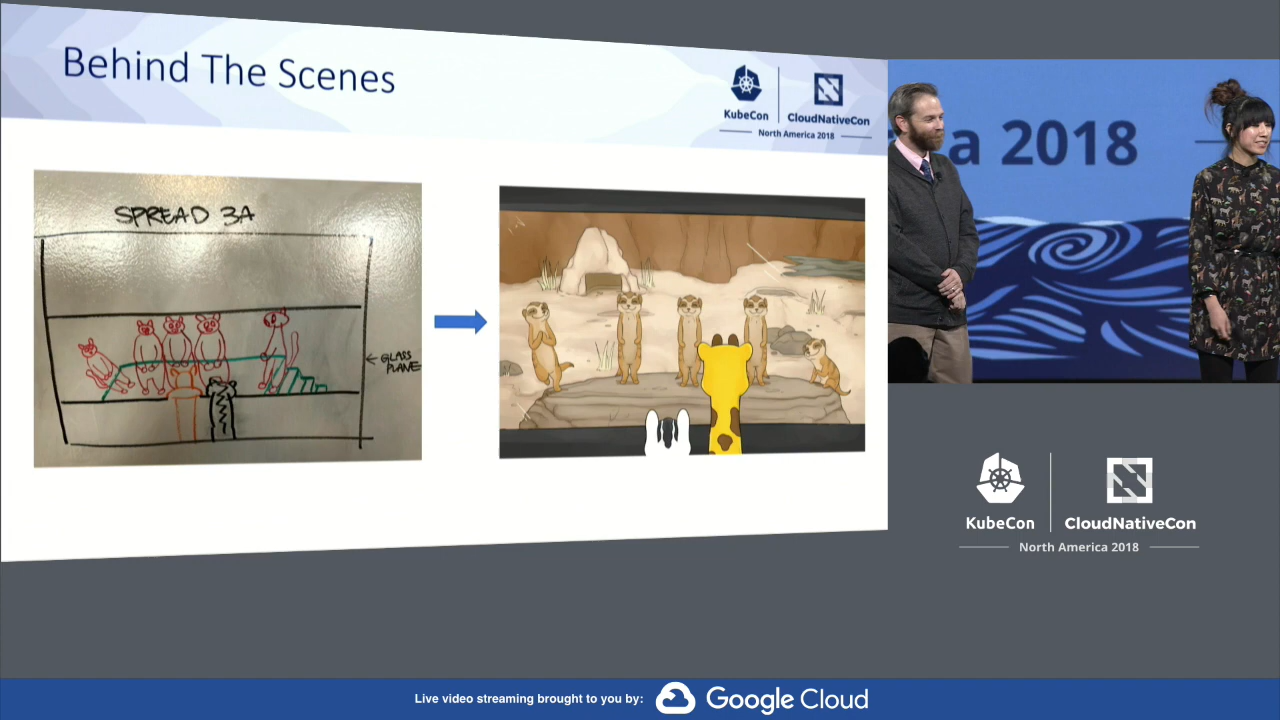 Behind The Scenes
KubeCon
CloudNativeCon
North America 2018
SPREAD 3A
← GLASS
PLANE
a 2018
KubeCon
CloudNativeCon
North America 2018
Live video streaming brought to you by:
Google Cloud